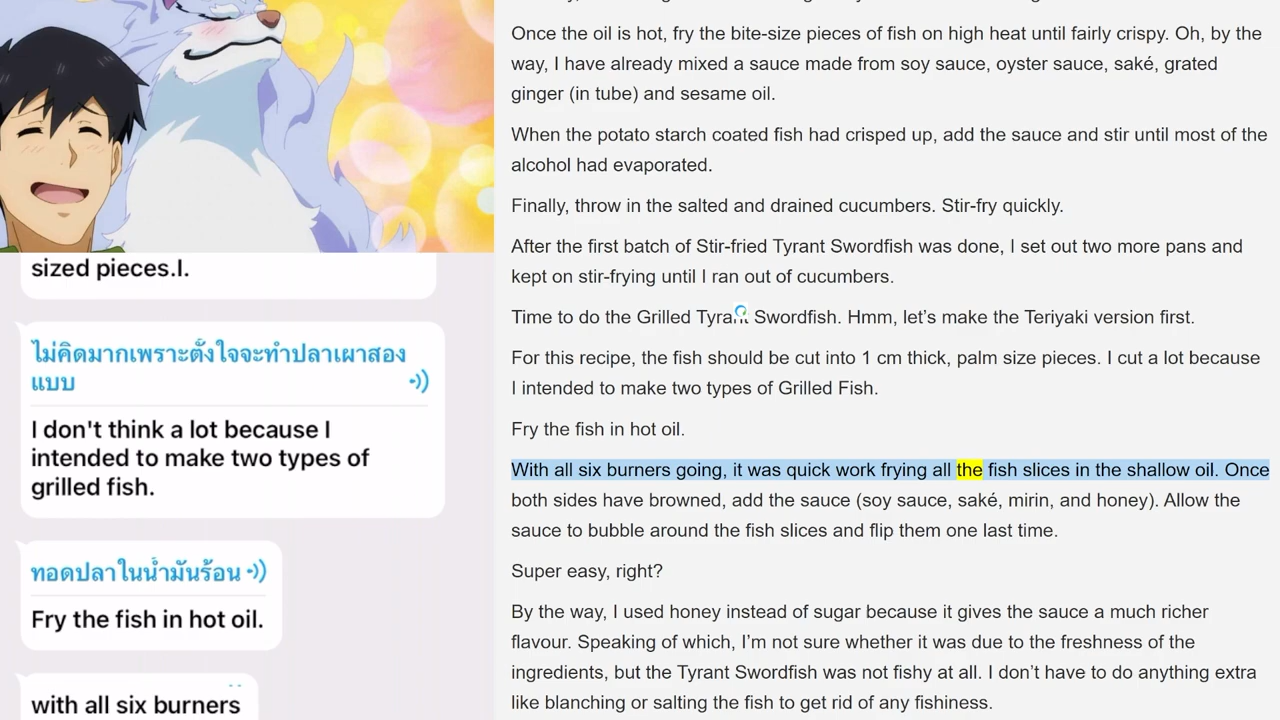 sized pieces.I.
ไม่คิดมากเพราะตั้งใจจะทำปลาเผาสอง
แบบ
I don't think a lot because I
intended to make two types of
grilled fish.
ทอดปลาในน้ำมันร้อน
Fry the fish in hot oil.
with all six burners
Once the oil is hot, fry the bite-size pieces of fish on high heat until fairly crispy. Oh, by the
way, I have already mixed a sauce made from soy sauce, oyster sauce, saké, grated
ginger (in tube) and sesame oil.
When the potato starch coated fish had crisped up, add the sauce and stir until most of the
alcohol had evaporated.
Finally, throw in the salted and drained cucumbers. Stir-fry quickly.
After the first batch of Stir-fried Tyrant Swordfish was done, I set out two more pans and
kept on stir-frying until I ran out of cucumbers.
Time to do the Grilled Tyrant Swordfish. Hmm, let’s make the Teriyaki version first.
For this recipe, the fish should be cut into 1 cm thick, palm size pieces. I cut a lot because
I intended to make two types of Grilled Fish.
Fry the fish in hot oil.
With all six burners going, it was quick work frying all the fish slices in the shallow oil. Once
both sides have browned, add the sauce (soy sauce, saké, mirin, and honey). Allow the
sauce to bubble around the fish slices and flip them one last time.
Super easy, right?
By the way, I used honey instead of sugar because it gives the sauce a much richer
flavour. Speaking of which, I’m not sure whether it was due to the freshness of the
ingredients, but the Tyrant Swordfish was not fishy at all. I don’t have to do anything extra
like blanching or salting the fish to get rid of any fishiness.